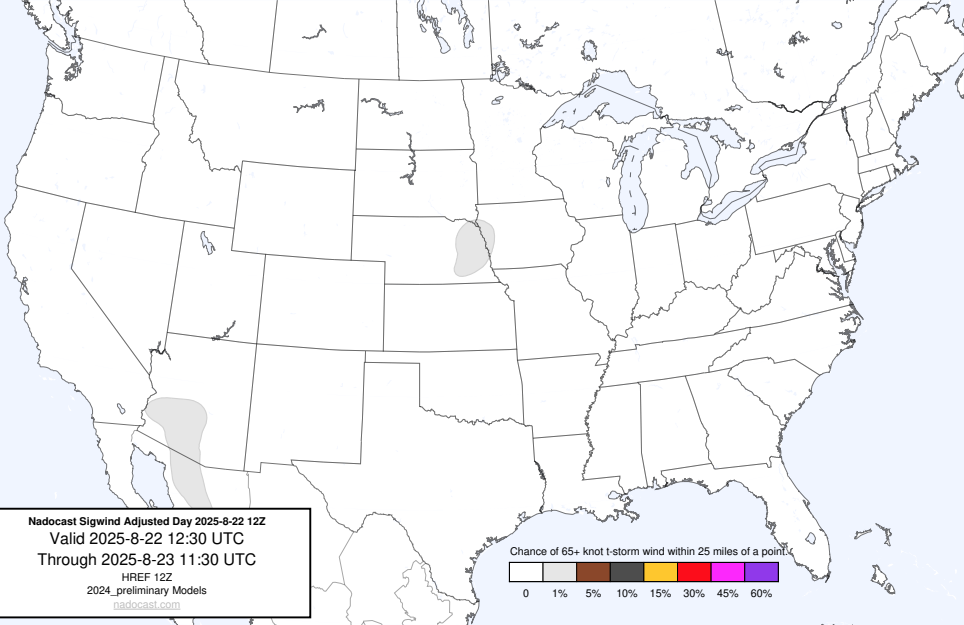 Nadocast Sigwind Adjusted Day 2025-8-22 12Z
Valid 2025-8-22 12:30 UTC
Through 2025-8-23 11:30 UTC
HREF 12Z
2024_preliminary Models
nadocast.com
Chance of 65+ knot t-storm wind within 25 miles of a point.
0 1% 5% 10% 15% 30% 45% 60%